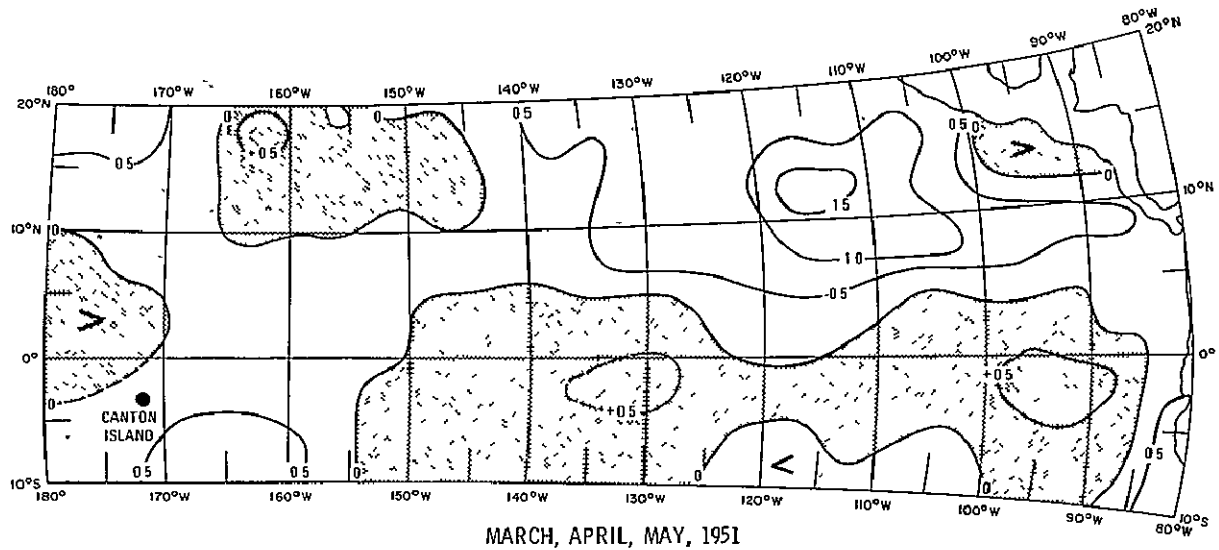 80°W
90°W
20°N
100°W
110°W
120°W
130°W
180° 170°W 160°W 150°W 140°W
20°N
0 0 0 5 0 5 0
0 5 +0 5
> 0
1 5 10°N
0 10°N
1 0
0 5
>
0° 0°
+0 5
0 ++0 5
CANTON
ISLAND
0 5
0 5 0 5 0 0 < 0
10°S
180° 170°W 160°W 150°W 140°W 130°W 120°W 110°W 100°W 90°W 80°W 10°S
MARCH, APRIL, MAY, 1951